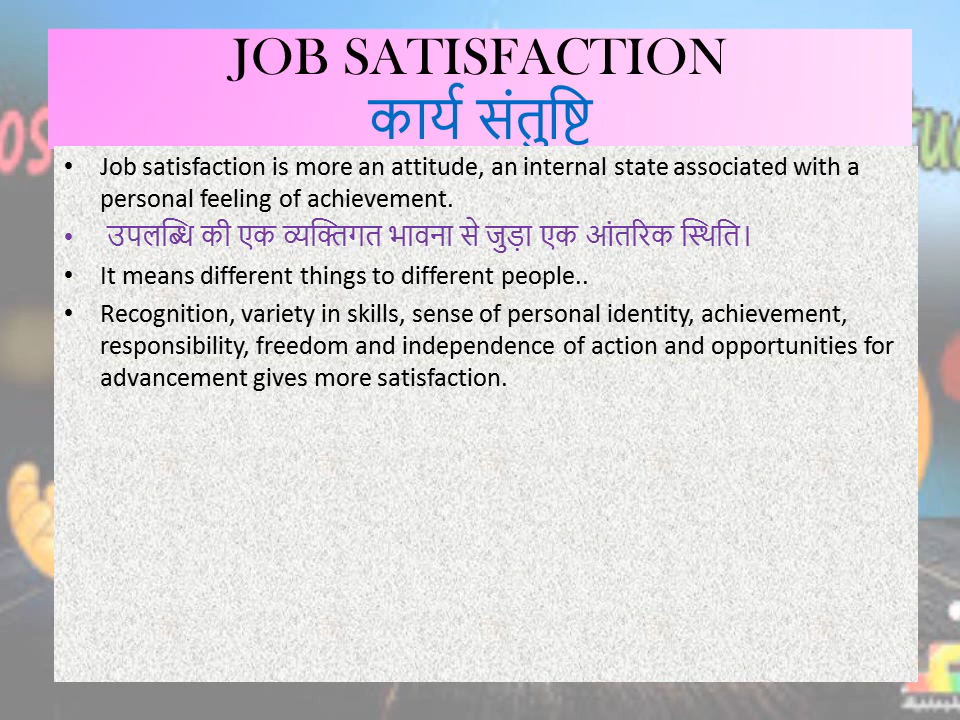 JOB SATISFACTION
कार्य संतुष्टि
• Job satisfaction is more an attitude, an internal state associated with a
personal feeling of achievement.
• उपलब्धि की एक व्यक्तिगत भावना से जुड़ा एक आंतरिक स्थिति।
• It means different things to different people..
• Recognition, variety in skills, sense of personal identity, achievement,
responsibility, freedom and independence of action and opportunities for
advancement gives more satisfaction.